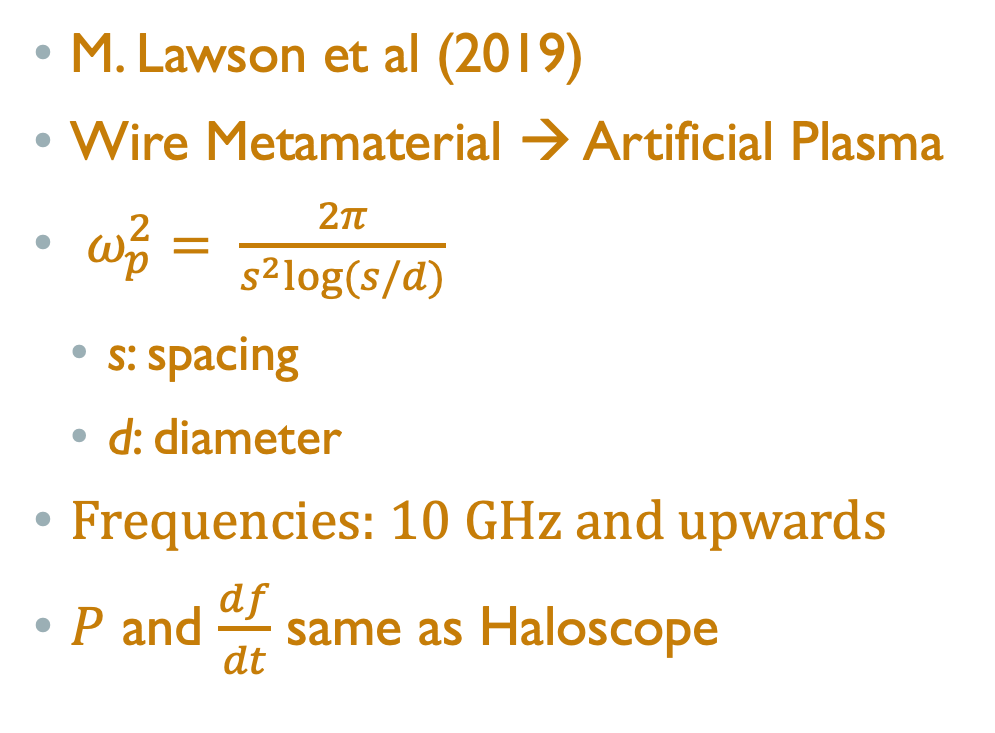 • M. Lawson et al (2019)
• Wire Metamaterial → Artificial Plasma
• $\omega_p^2 = \frac{2\pi}{s^2 \log(s/d)}$
• s: spacing
• d: diameter
• Frequencies: 10 GHz and upwards
• $P$ and $\frac{df}{dt}$ same as Haloscope